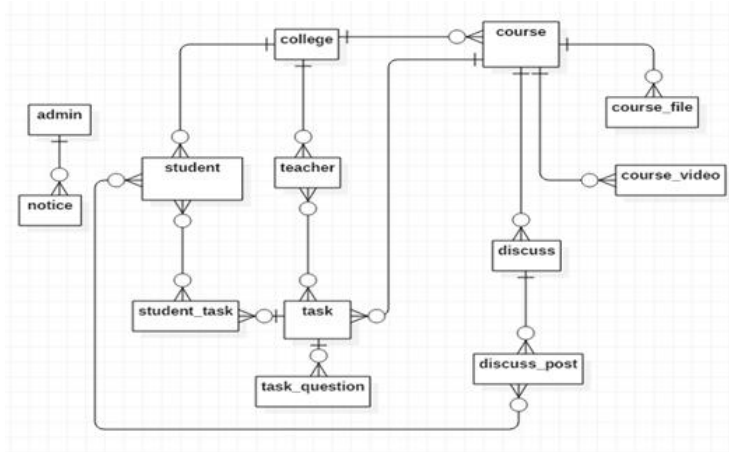 course
college
course_file
admin
student
teacher
course_video
notice
discuss
student_task
task
discuss_post
task_question